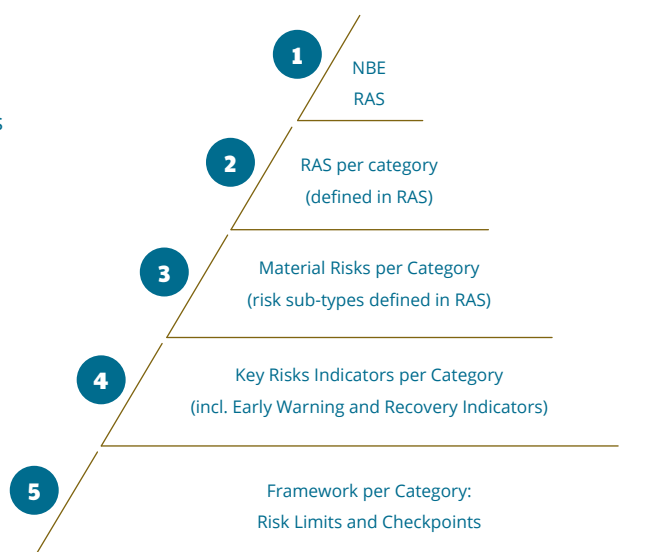 1
NBE
RAS
s
2
RAS per category
(defined in RAS)
3
Material Risks per Category
(risk sub-types defined in RAS)
4
Key Risks Indicators per Category
(incl. Early Warning and Recovery Indicators)
5
Framework per Category:
Risk Limits and Checkpoints